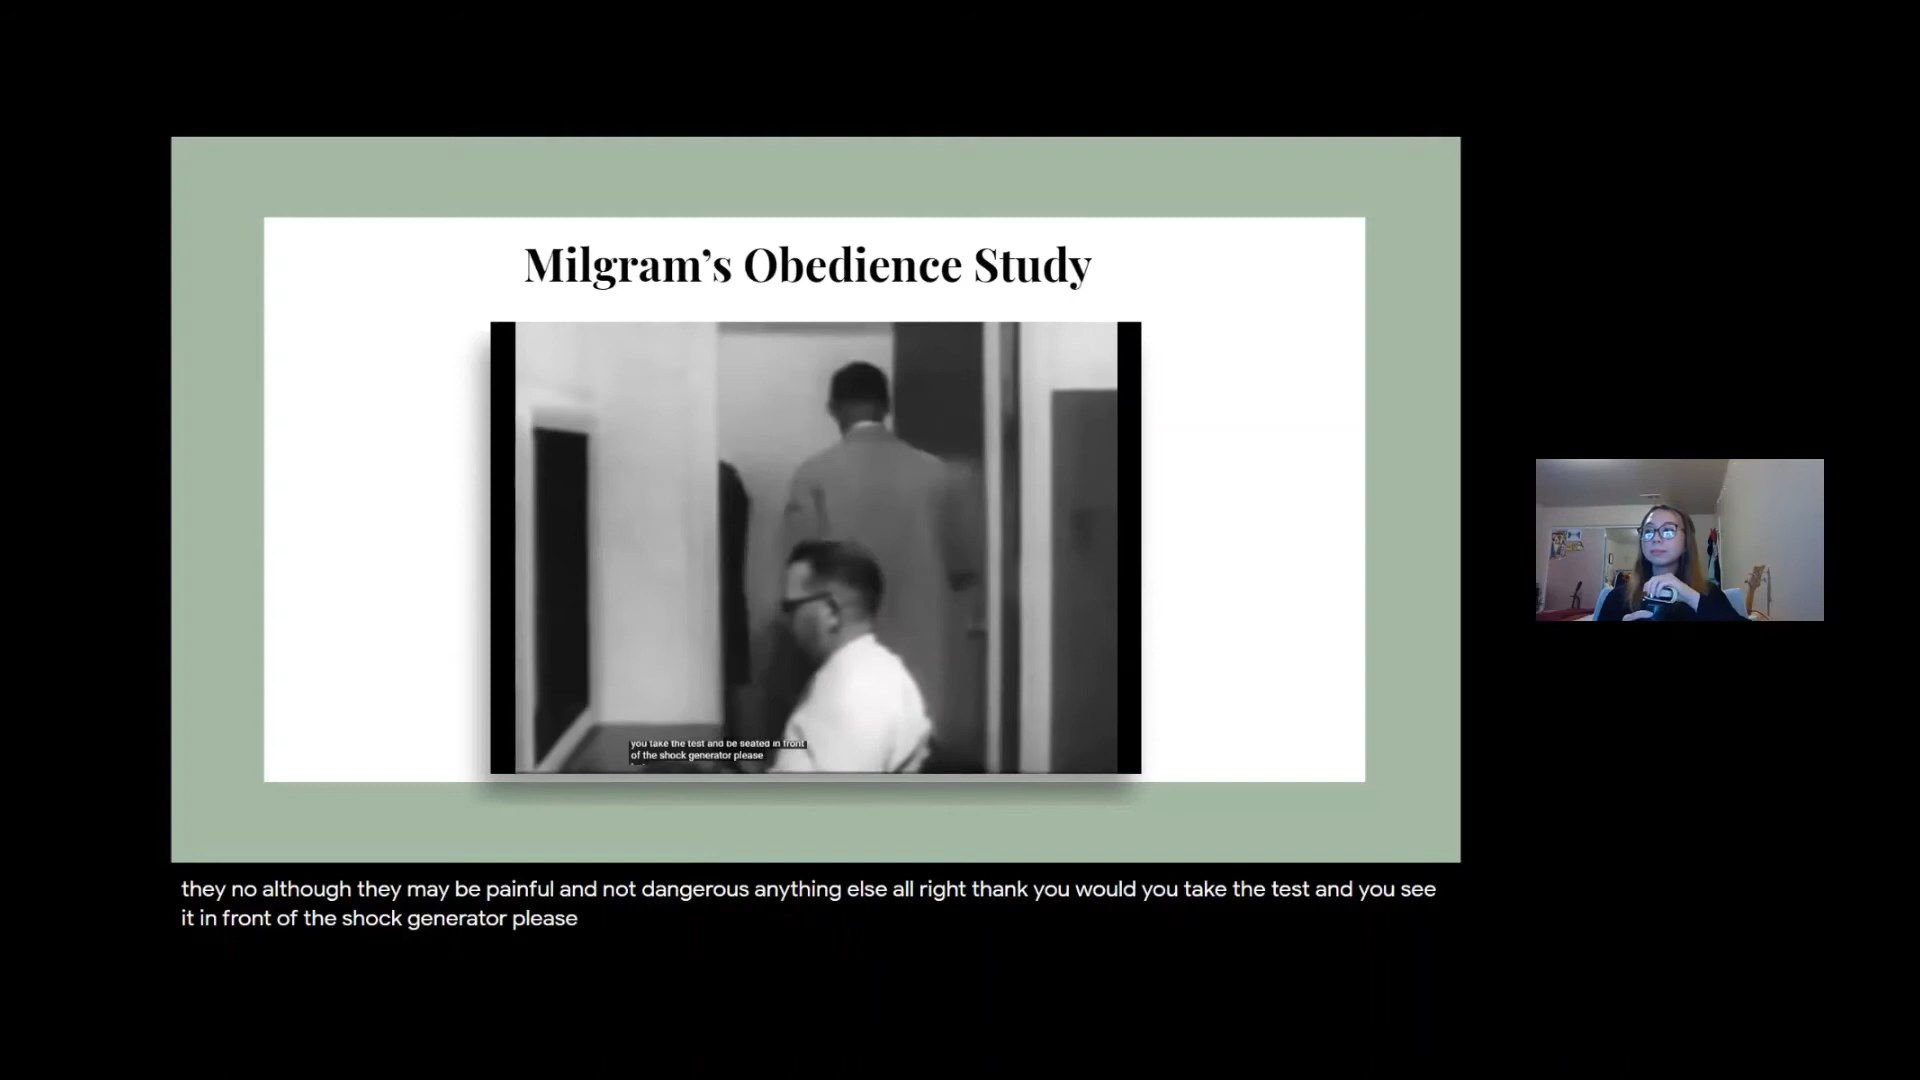 Milgram’s Obedience Study
you take the test and be seated in front
of the shock generator please
they no although they may be painful and not dangerous anything else all right thank you would you take the test and you see
it in front of the shock generator please